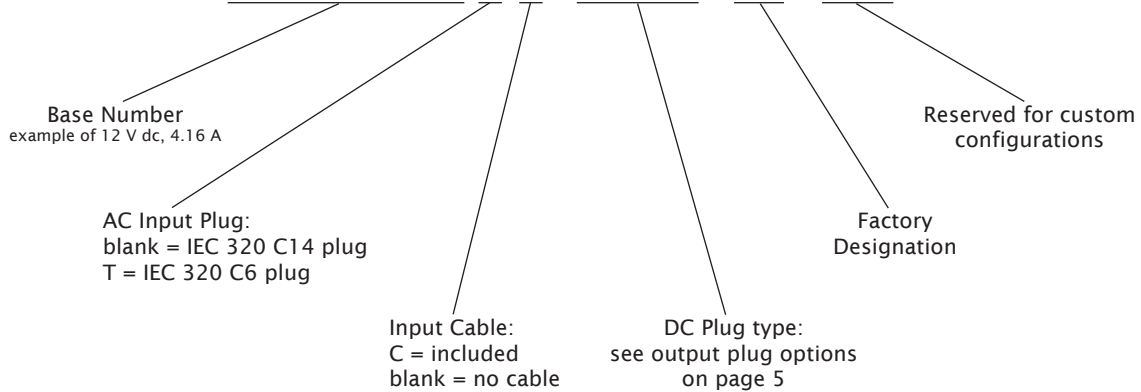 Base Number
example of 12 V dc, 4.16 A
Reserved for custom
configurations
AC Input Plug:
blank = IEC 320 C14 plug
T = IEC 320 C6 plug
Factory
Designation
Input Cable:
C = included
blank = no cable
DC Plug type:
see output plug options
on page 5